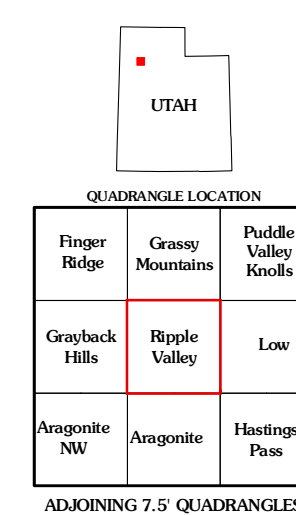 UTAH
QUADRANGLE LOCATION
Finger
Ridge
Grassy
Mountains
Puddle
Valley
Knolls
Grayback
Hills
Ripple
Valley
Low
Aragonite
NW
Aragonite
Hastings
Pass
ADJOINING 7.5' QUADRANGLES